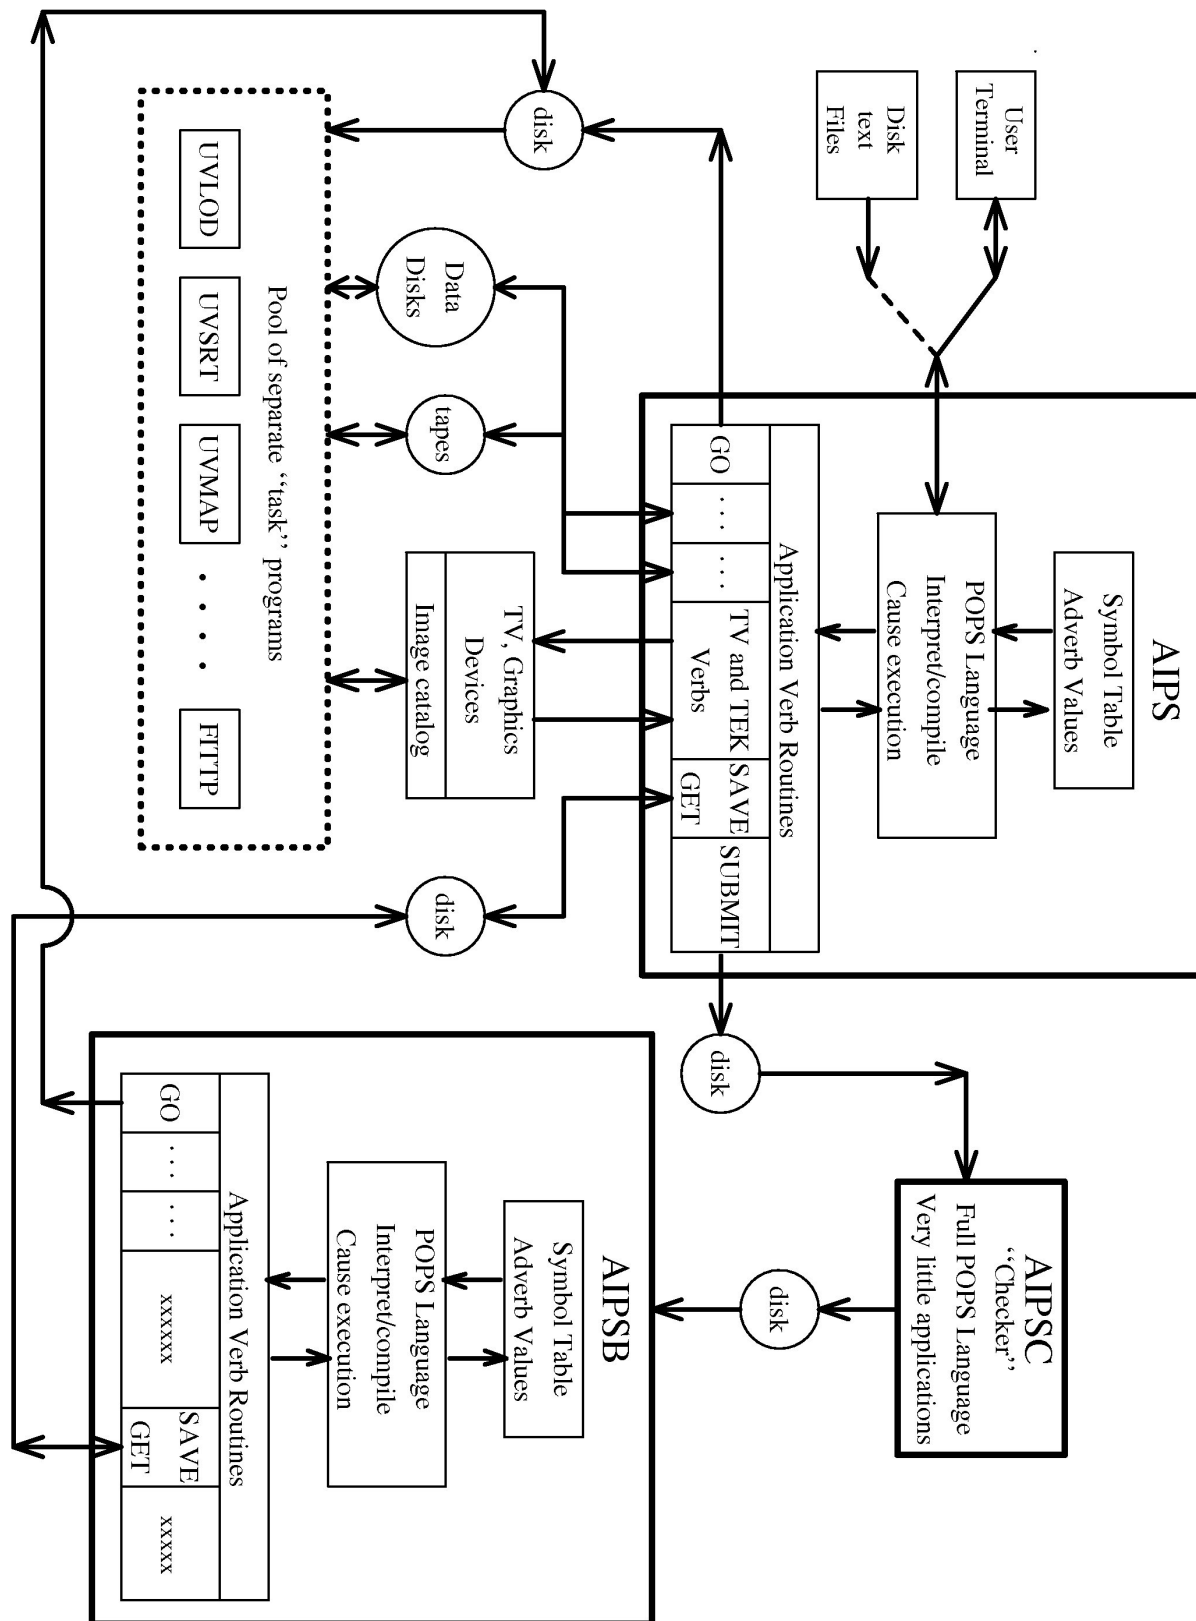 AIPS
Symbol Table
Adverb Values
User
Terminal
Disk
text
Files
POPS Language
Interpret/compile
Cause execution
Application Verb Routines
GO
. . . .
. . . .
TV and TEK
Verbs
SAVE
GET
SUBMIT
disk
Data
Disks
tapes
TV, Graphics
Devices
Image catalog
disk
disk
Pool of separate “task” programs
UVLOD
UVSRT
UVMAP
. . . .
FITTP
AIPSC
“Checker”
Full POPS Language
Very little applications
disk
AIPSB
Symbol Table
Adverb Values
POPS Language
Interpret/compile
Cause execution
Application Verb Routines
GO
. . . .
. . . .
xxxxx
SAVE
GET
xxxxx